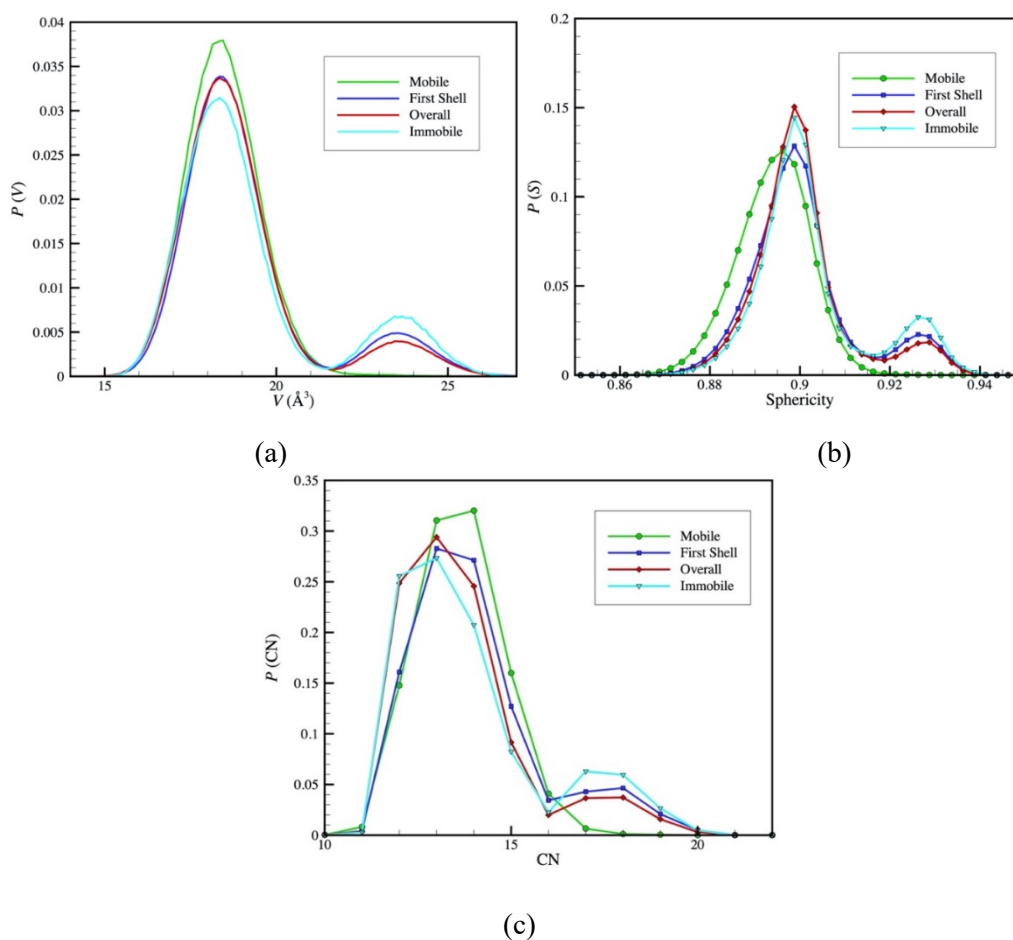 0.04
0.035
0.03
0.025
0.02
0.015
0.01
0.005
0
P (V)
15
20
25
V (Å³)
Mobile
First Shell
Overall
Immobile
(a)
0.15
0.1
0.05
0
P (S)
0.86
0.88
0.9
0.92
0.94
Sphericity
Mobile
First Shell
Overall
Immobile
(b)
0.35
0.3
0.25
0.2
0.15
0.1
0.05
0
P (CN)
10
15
20
CN
Mobile
First Shell
Overall
Immobile
(c)